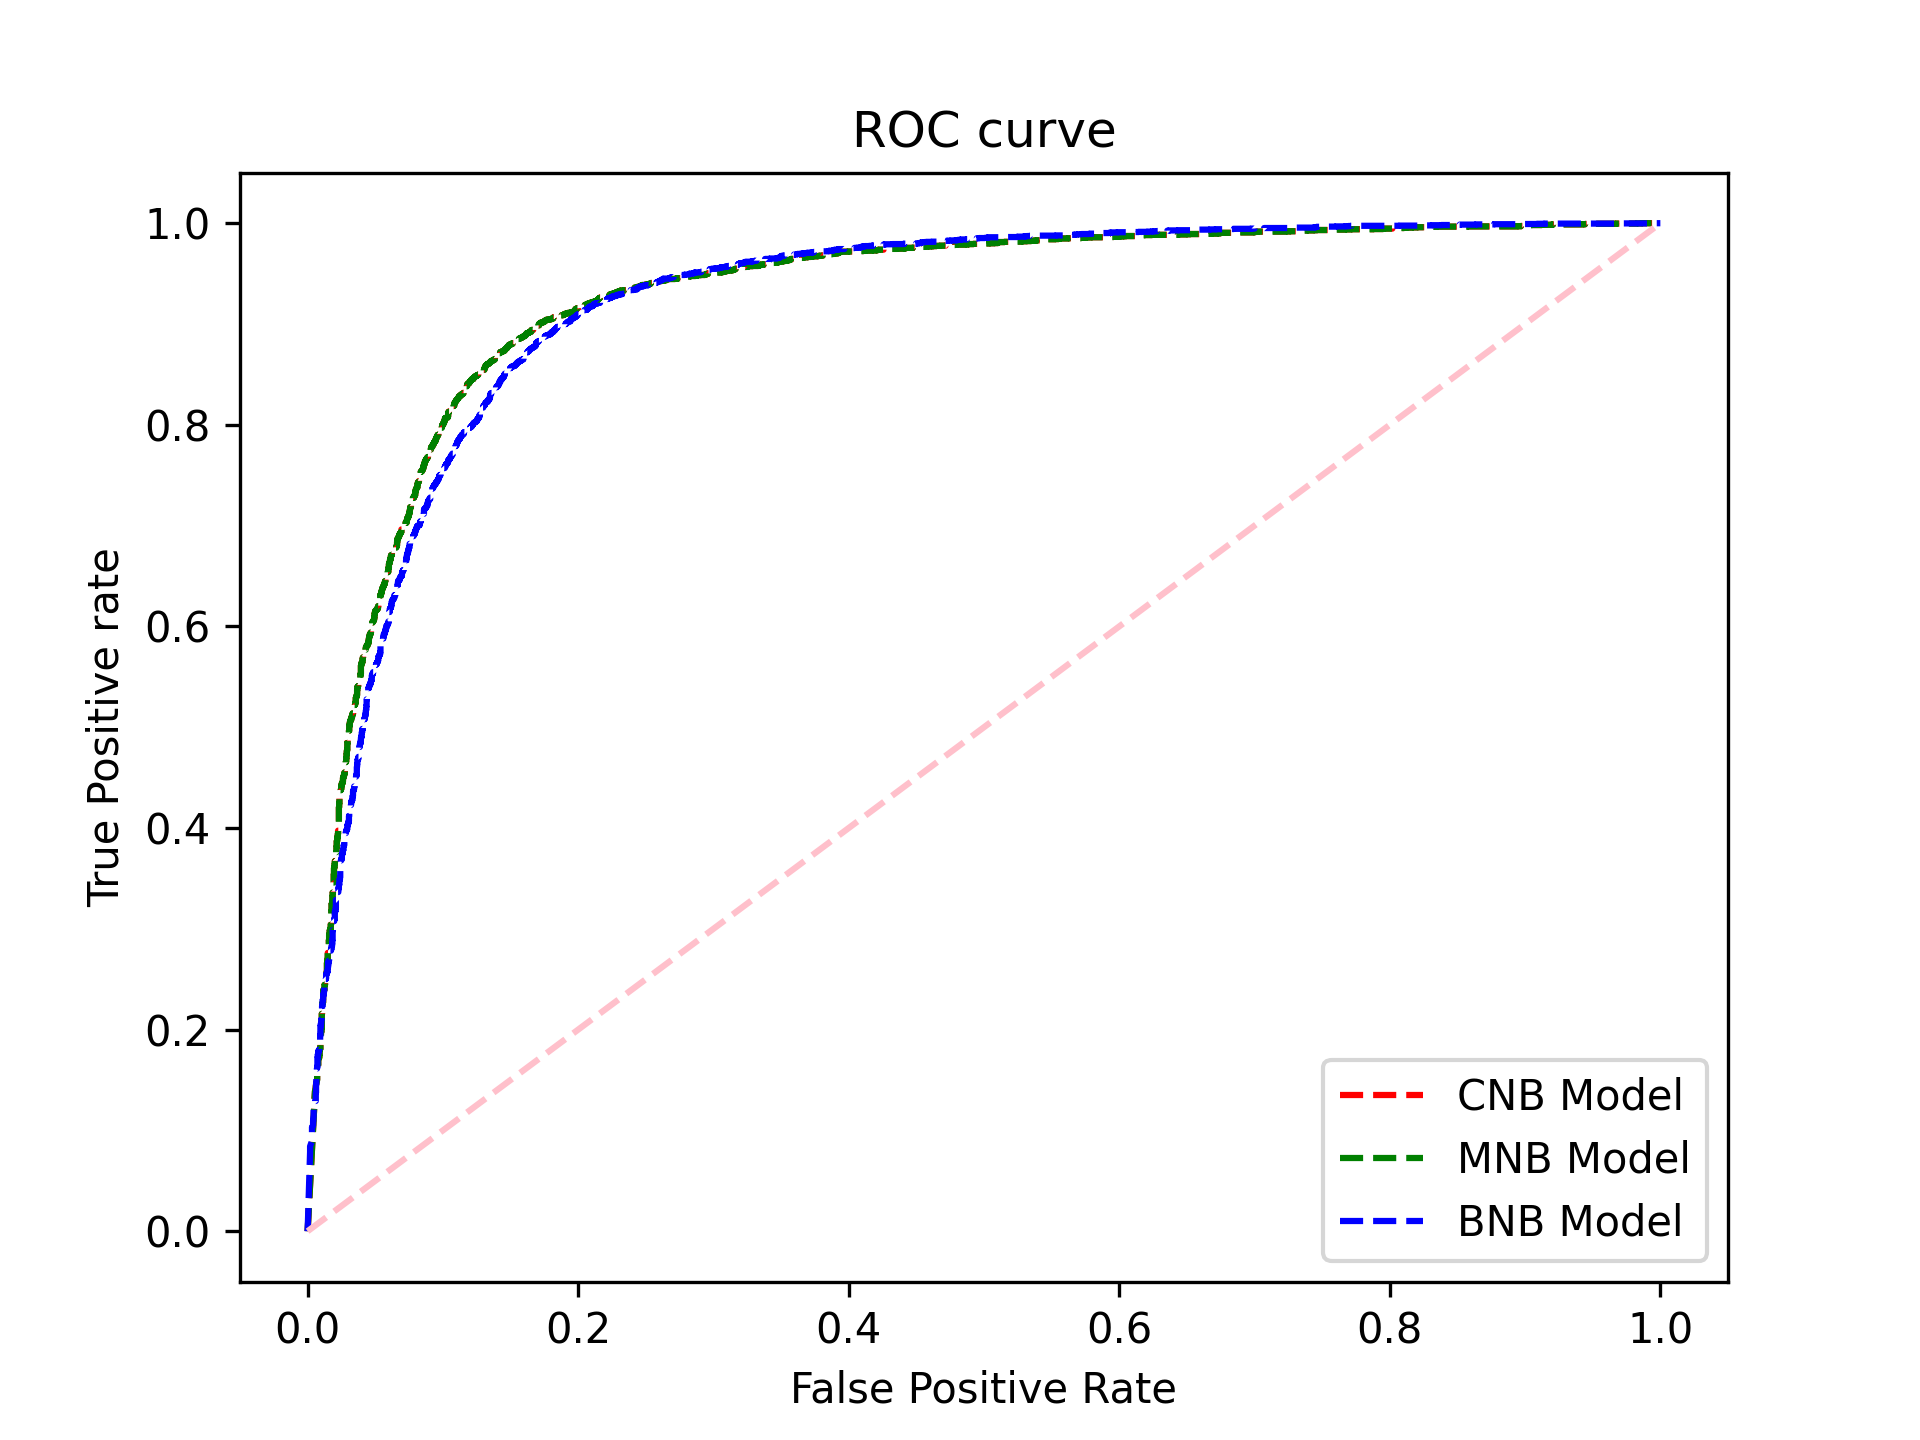 ROC curve
True Positive rate
1.0
0.8
0.6
0.4
0.2
0.0
CNB Model
MNB Model
BNB Model
0.0 0.2 0.4 0.6 0.8 1.0
False Positive Rate